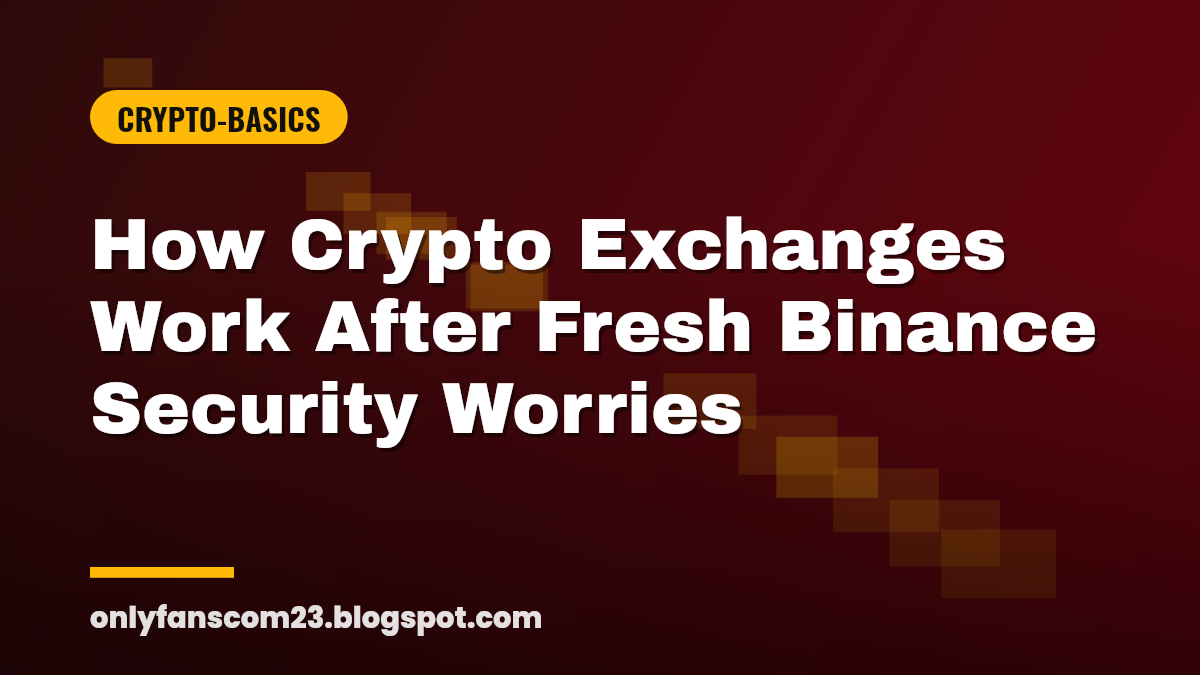 CRYPTO-BASICS
How Crypto Exchanges
Work After Fresh Binance
Security Worries
onlyfanscom23.blogspot.com